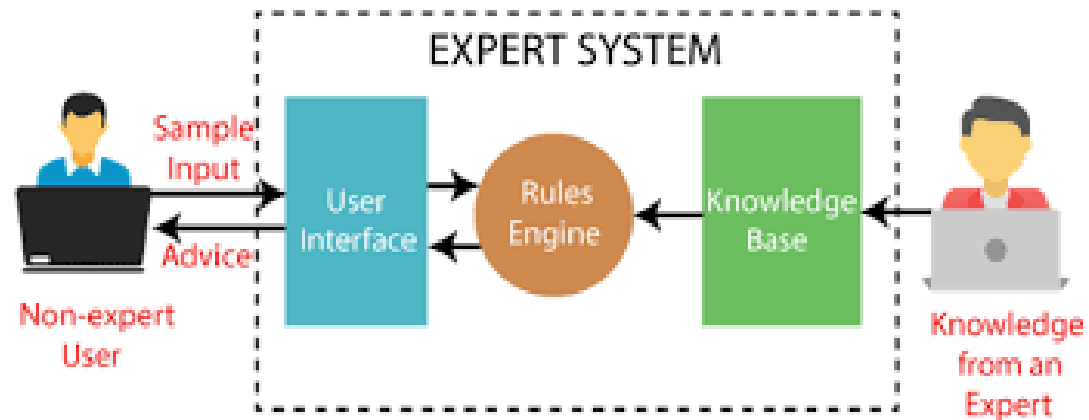 EXPERT SYSTEM
Sample
Input
Advice
Non-expert
User
User
Interface
Rules
Engine
Knowledge
Base
Knowledge
from an
Expert